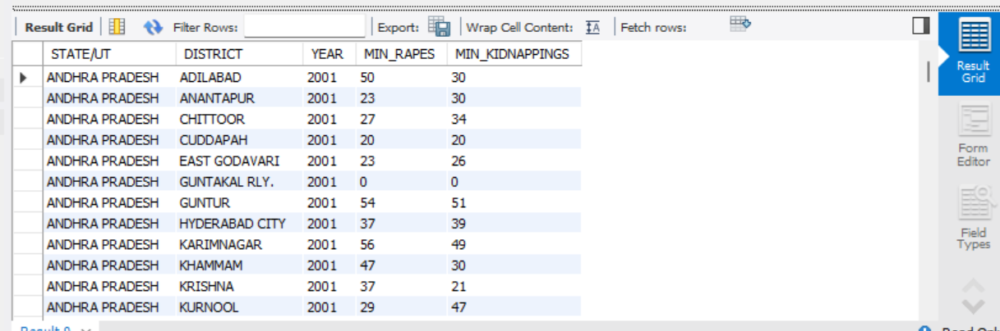 Result Grid Filter Rows: Export: Wrap Cell Content: Fetch rows:
STATE/UT DISTRICT YEAR MIN_RAPES MIN_KIDNAPPINGS
ANDHRA PRADESH ADILABAD 2001 50 30
ANDHRA PRADESH ANANTAPUR 2001 23 30
ANDHRA PRADESH CHITTOOR 2001 27 34
ANDHRA PRADESH CUDDAPAH 2001 20 20
ANDHRA PRADESH EAST GODAVARI 2001 23 26
ANDHRA PRADESH GUNTAKAL RLY. 2001 0 0
ANDHRA PRADESH GUNTUR 2001 54 51
ANDHRA PRADESH HYDERABAD CITY 2001 37 39
ANDHRA PRADESH KARIMNAGAR 2001 56 49
ANDHRA PRADESH KHAMMAM 2001 47 30
ANDHRA PRADESH KRISHNA 2001 37 21
ANDHRA PRADESH KURNOOL 2001 29 47
Result
Grid
Form
Editor
Field
Types